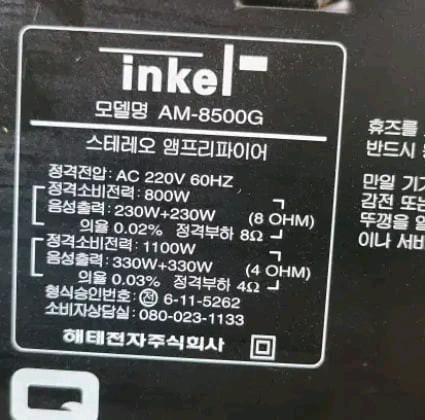 inkel
모델명 AM-8500G
스테레오 앰프리파이어
정격전압: AC 220V 60HZ
정격소비전력: 800W
음성출력: 230W+230W (8 OHM)
의율 0.02% 정격부하 8Ω
정격소비전력: 1100W
음성출력: 330W+330W (4 OHM)
의율 0.03% 정격부하 4Ω
형식승인번호: 전 6-11-5262
소비자상담실: 080-023-1133
해태전자주식회사
휴즈를
반드시
만일 기기
감전 또는
뚜껑을 열
이나 서비